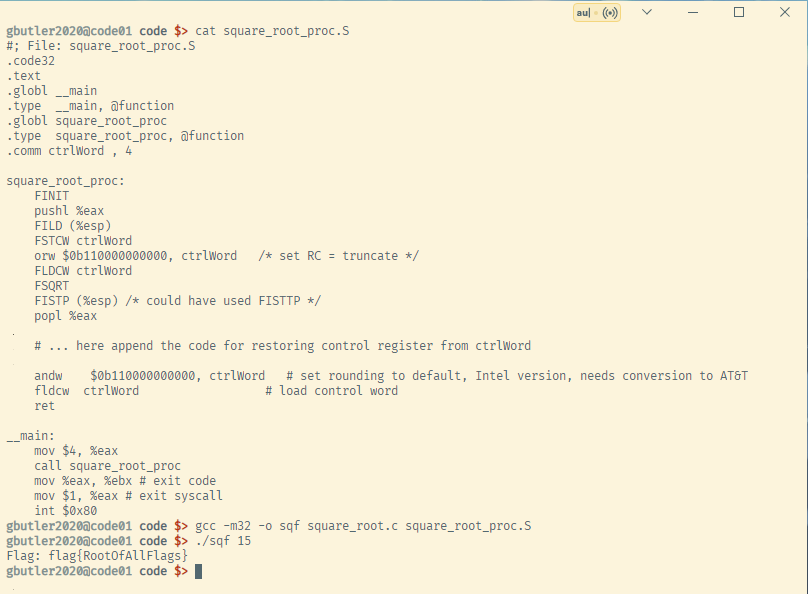 au| (•)
gbutler2020@code01 code $> cat square_root_proc.S
#; File: square_root_proc.S
.code32
.text
.globl __main
.type  __main, @function
.globl square_root_proc
.type  square_root_proc, @function
.comm ctrlWord , 4
square_root_proc:
    FINIT
    pushl %eax
    FILD (%esp)
    FSTCW ctrlWord
    orw $0b110000000000, ctrlWord   /* set RC = truncate */
    FLDCW ctrlWord
    FSQRT
    FISTP (%esp) /* could have used FISTTP */
    popl %eax
    # ... here append the code for restoring control register from ctrlWord
    andw    $0b110000000000, ctrlWord   # set rounding to default, Intel version, needs conversion to AT&T
    fldcw  ctrlWord                  # load control word
    ret
__main:
    mov $4, %eax
    call square_root_proc
    mov %eax, %ebx # exit code
    mov $1, %eax # exit syscall
    int $0x80
gbutler2020@code01 code $> gcc -m32 -o sqf square_root.c square_root_proc.S
gbutler2020@code01 code $> ./sqf 15
Flag: flag{RootOfAllFlags}
gbutler2020@code01 code $>